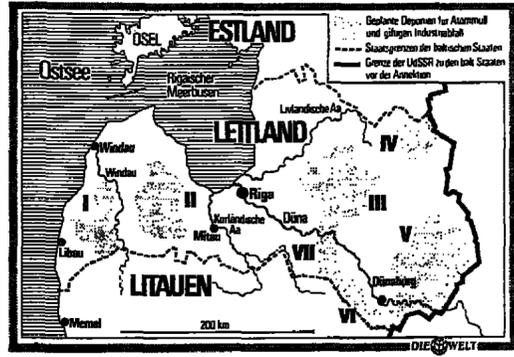 Geplante Deponien für Atommüll
und giftigen Industrieabfall
Staatsgrenzen der baltischen Staaten
Grenze der UdSSR zu den balt. Staaten
vor der Annektion
ÖSEL
ESTLAND
Ostsee
Rigaischer
Meerbusen
Livländische Aa
LETTLAND
IV
Windau
Windau
I
II
Riga
III
Kurländische
Aa
Düna
Mitau
V
Libau
VII
Dünaburg
LITAUEN
VI
Memel
200 km
DIE WELT